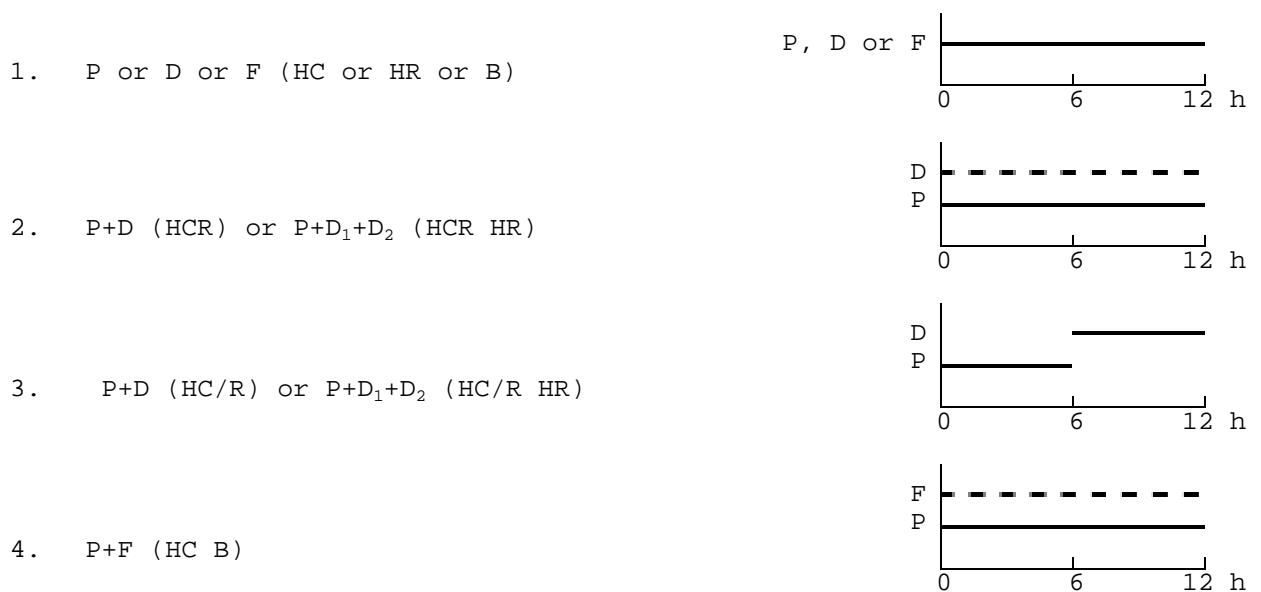 P, D or F
1. P or D or F (HC or HR or B)
0 6 12 h
D
P
2. P+D (HCR) or P+D₁+D₂ (HCR HR)
0 6 12 h
D
P
3. P+D (HC/R) or P+D₁+D₂ (HC/R HR)
0 6 12 h
F
P
4. P+F (HC B)
0 6 12 h